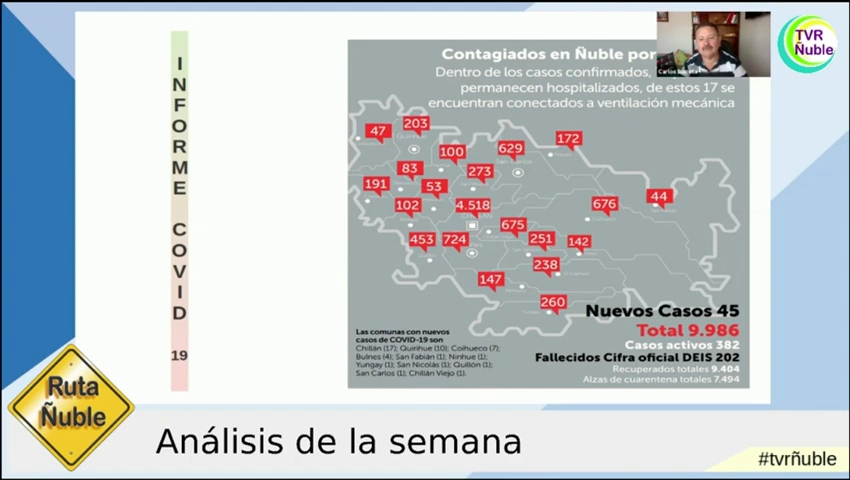 INFORME COVID 19
Contagiados en Ñuble por
Dentro de los casos confirmados,
permanecen hospitalizados, de estos 17 se
encuentran conectados a ventilación mecánica
Carlos
TVR
Ñuble
203
47
172
629
100
83
273
191
53
44
102
4.518
676
675
453
724
251
142
238
147
260
Nuevos Casos 45
Total 9.986
Casos activos 382
Fallecidos Cifra oficial DEIS 202
Recuperados totales 9.404
Alzas de cuarentena totales 7.494
Las comunas con nuevos
casos de COVID-19 son
Chillán (17); Quirihue (10); Coihueco (7);
Bulnes (4); San Fabián (1); Ninhue (1);
Yungay (1); San Nicolás (1); Quillón (1);
San Carlos (1); Chillán Viejo (1).
Ruta
Ñuble
Análisis de la semana
#tvrñuble